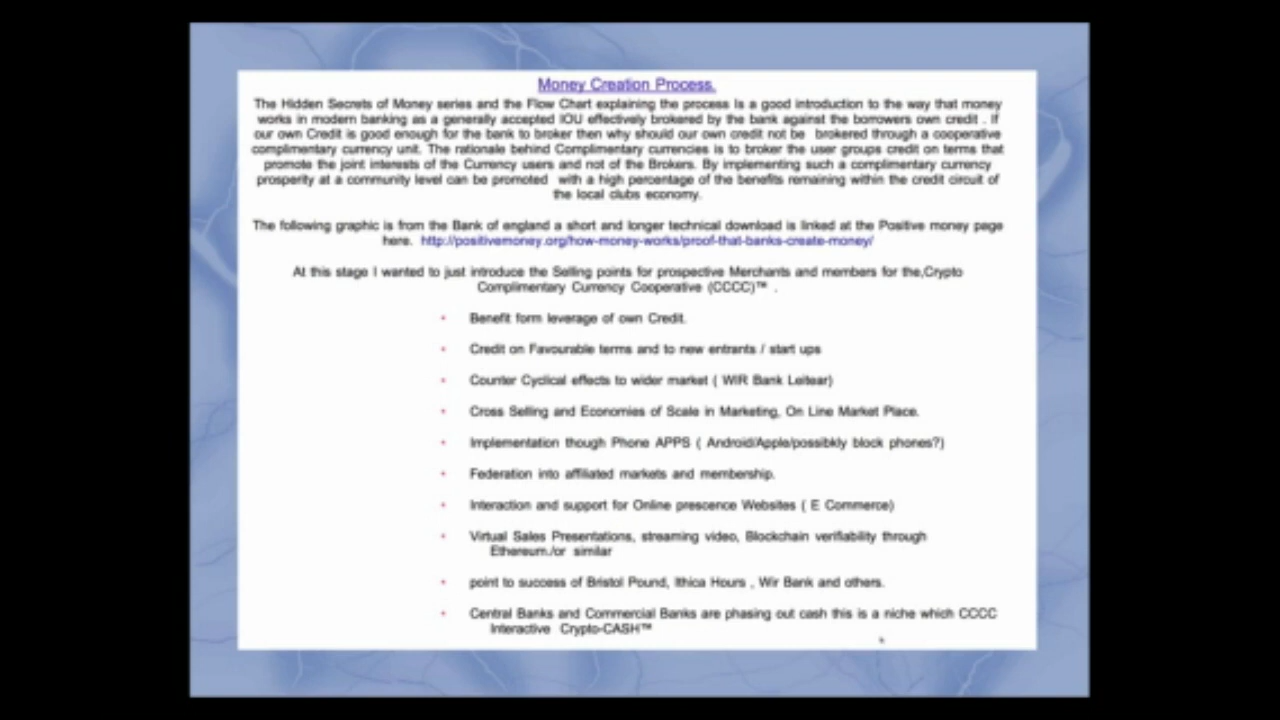 Money Creation Process.
The Hidden Secrets of Money series and the Flow Chart explaining the process Is a good introduction to the way that money
works in modern banking as a generally accepted IOU effectively brokered by the bank against the borrowers own credit . If
our own Credit is good enough for the bank to broker then why should our own credit not be brokered through a cooperative
complimentary currency unit. The rationale behind Complimentary currencies is to broker the user groups credit on terms that
promote the joint interests of the Currency users and not of the Brokers. By implementing such a complimentary currency
prosperity at a community level can be promoted with a high percentage of the benefits remaining within the credit circuit of
the local clubs economy.
The following graphic is from the Bank of england a short and longer technical download is linked at the Positive money page
here. http://positivemoney.org/how-money-works/proof-that-banks-create-money/
At this stage I wanted to just introduce the Selling points for prospective Merchants and members for the,Crypto
Complimentary Currency Cooperative (CCCC)™ .
• Benefit form leverage of own Credit.
• Credit on Favourable terms and to new entrants / start ups
• Counter Cyclical effects to wider market ( WIR Bank Leitear)
• Cross Selling and Economies of Scale in Marketing, On Line Market Place.
• Implementation though Phone APPS ( Android/Apple/possibkly block phones?)
• Federation into affiliated markets and membership.
• Interaction and support for Online prescence Websites ( E Commerce)
• Virtual Sales Presentations, streaming video, Blockchain verifiability through
Ethereum./or similar
• point to success of Bristol Pound, Ithica Hours , Wir Bank and others.
• Central Banks and Commercial Banks are phasing out cash this is a niche which CCCC
Interactive Crypto-CASH™